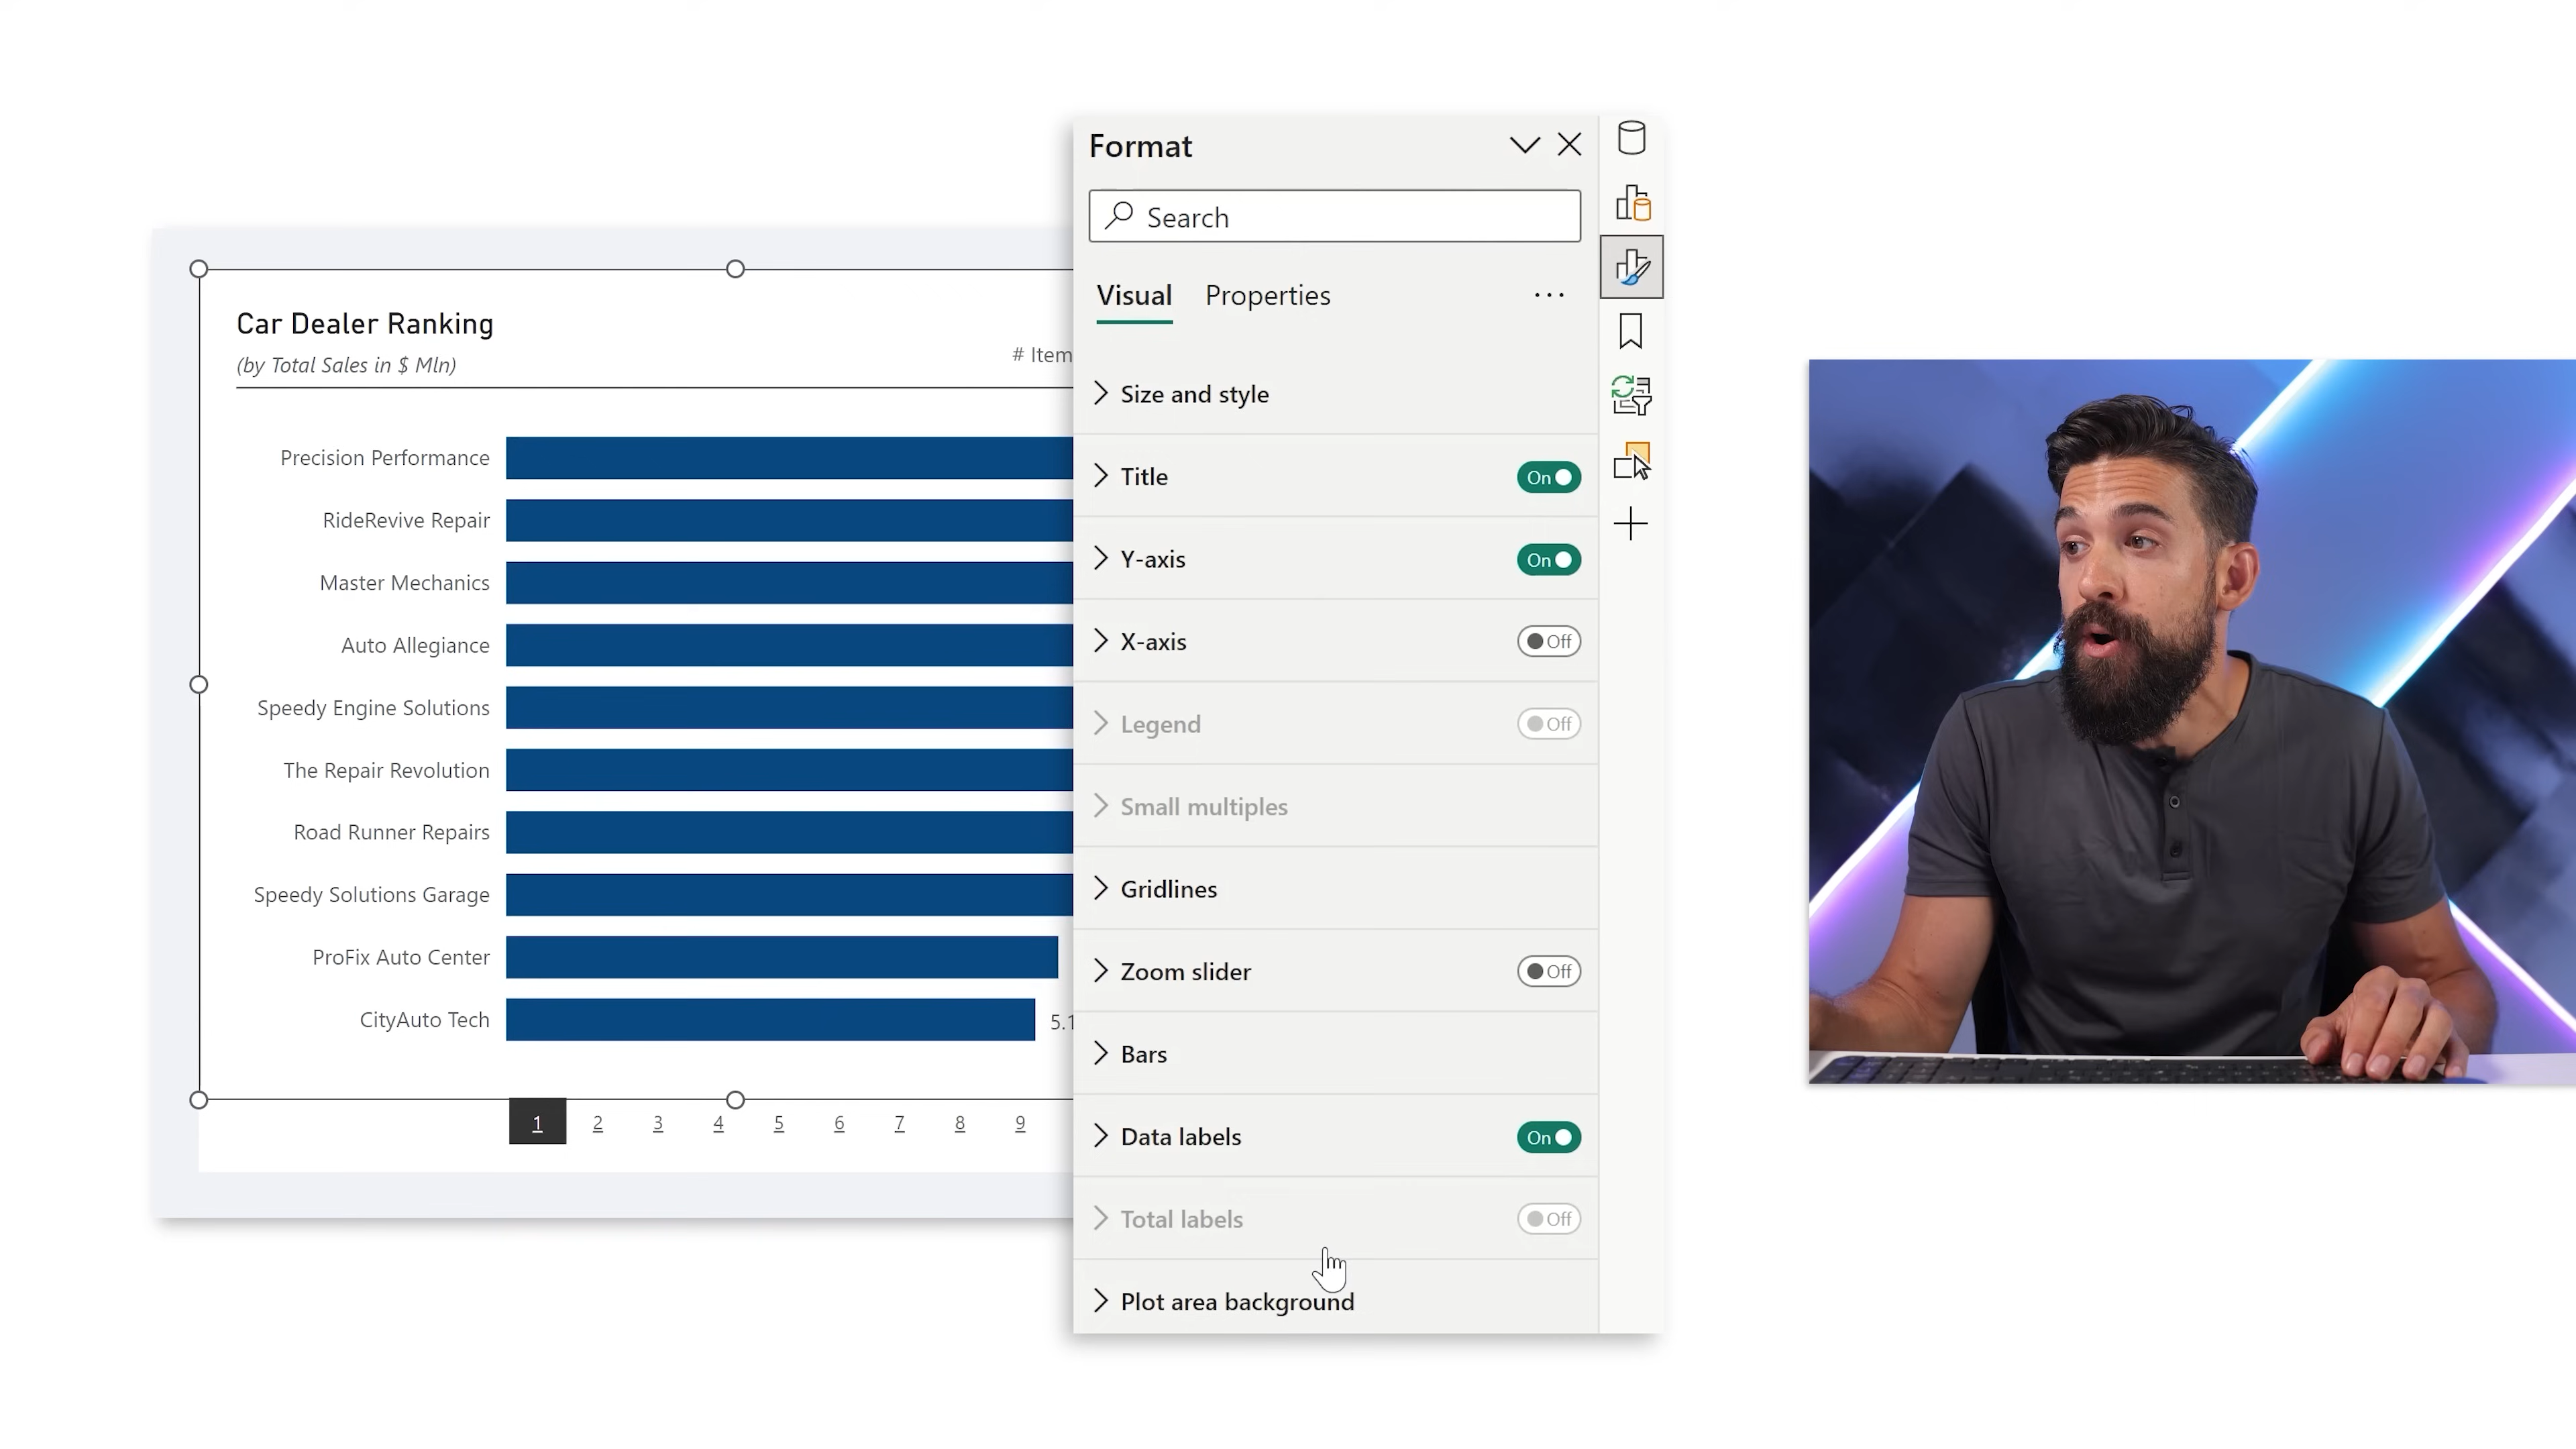 Car Dealer Ranking
(by Total Sales in $ Mln)
# Item
Precision Performance
RideRevive Repair
Master Mechanics
Auto Allegiance
Speedy Engine Solutions
The Repair Revolution
Road Runner Repairs
Speedy Solutions Garage
ProFix Auto Center
CityAuto Tech
5.1
1 2 3 4 5 6 7 8 9
Format
Search
Visual Properties ...
Size and style
Title On
Y-axis On
X-axis Off
Legend Off
Small multiples
Gridlines
Zoom slider Off
Bars
Data labels On
Total labels Off
Plot area background